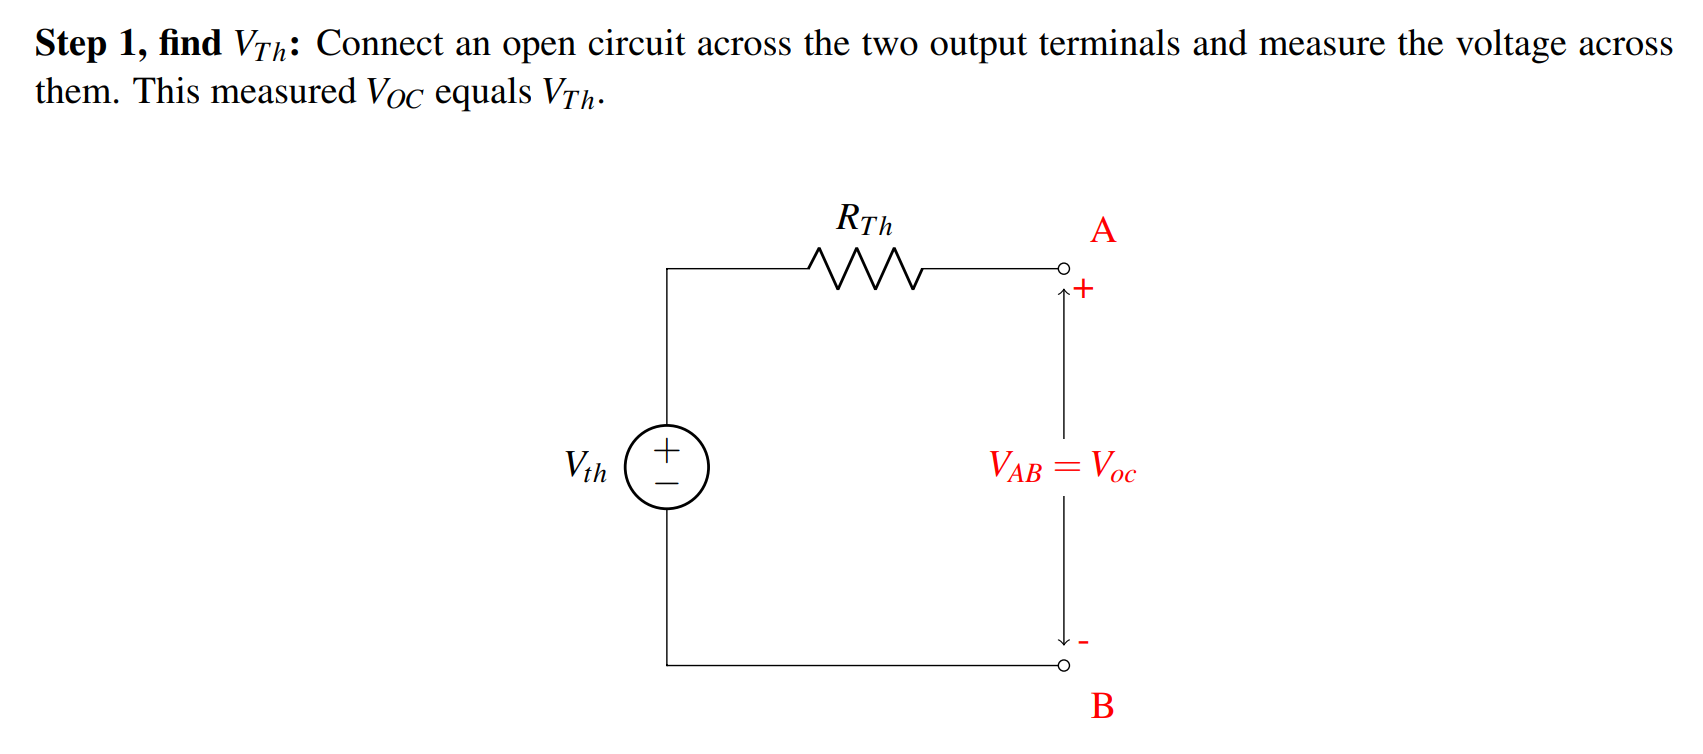 Step 1, find V_{Th}: Connect an open circuit across the two output terminals and measure the voltage across
them. This measured V_{OC} equals V_{Th}.
R_{Th}
A
+
+
−
V_{th}
V_{AB} = V_{oc}
-
B